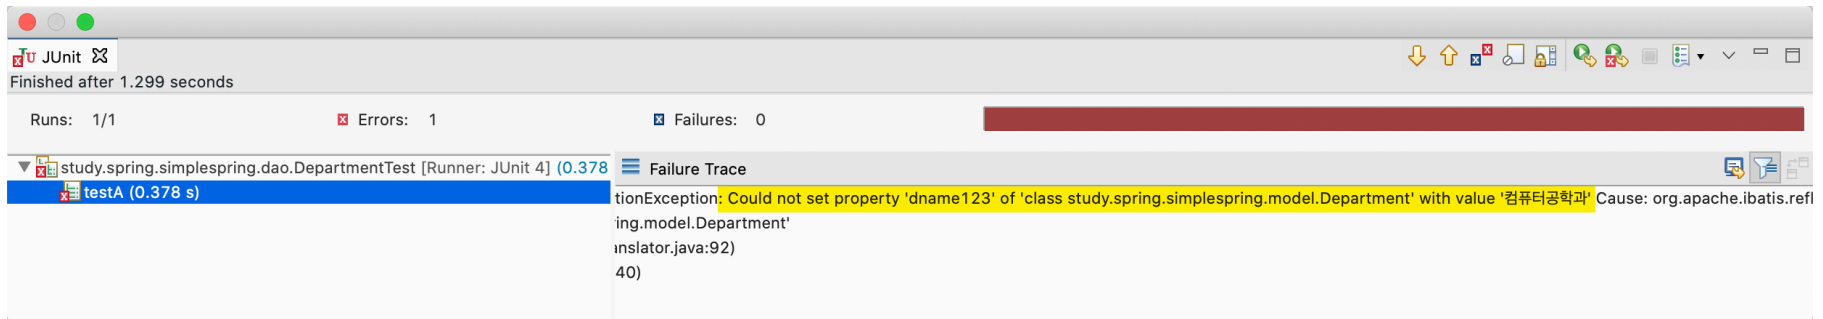 JUnit
Finished after 1.299 seconds
Runs: 1/1 Errors: 1 Failures: 0
study.spring.simplespring.dao.DepartmentTest [Runner: JUnit 4] (0.378
testA (0.378 s)
Failure Trace
tionException: Could not set property 'dname123' of 'class study.spring.simplespring.model.Department' with value '컴퓨터공학과' Cause: org.apache.ibatis.refl
ing.model.Department'
anslator.java:92)
40)